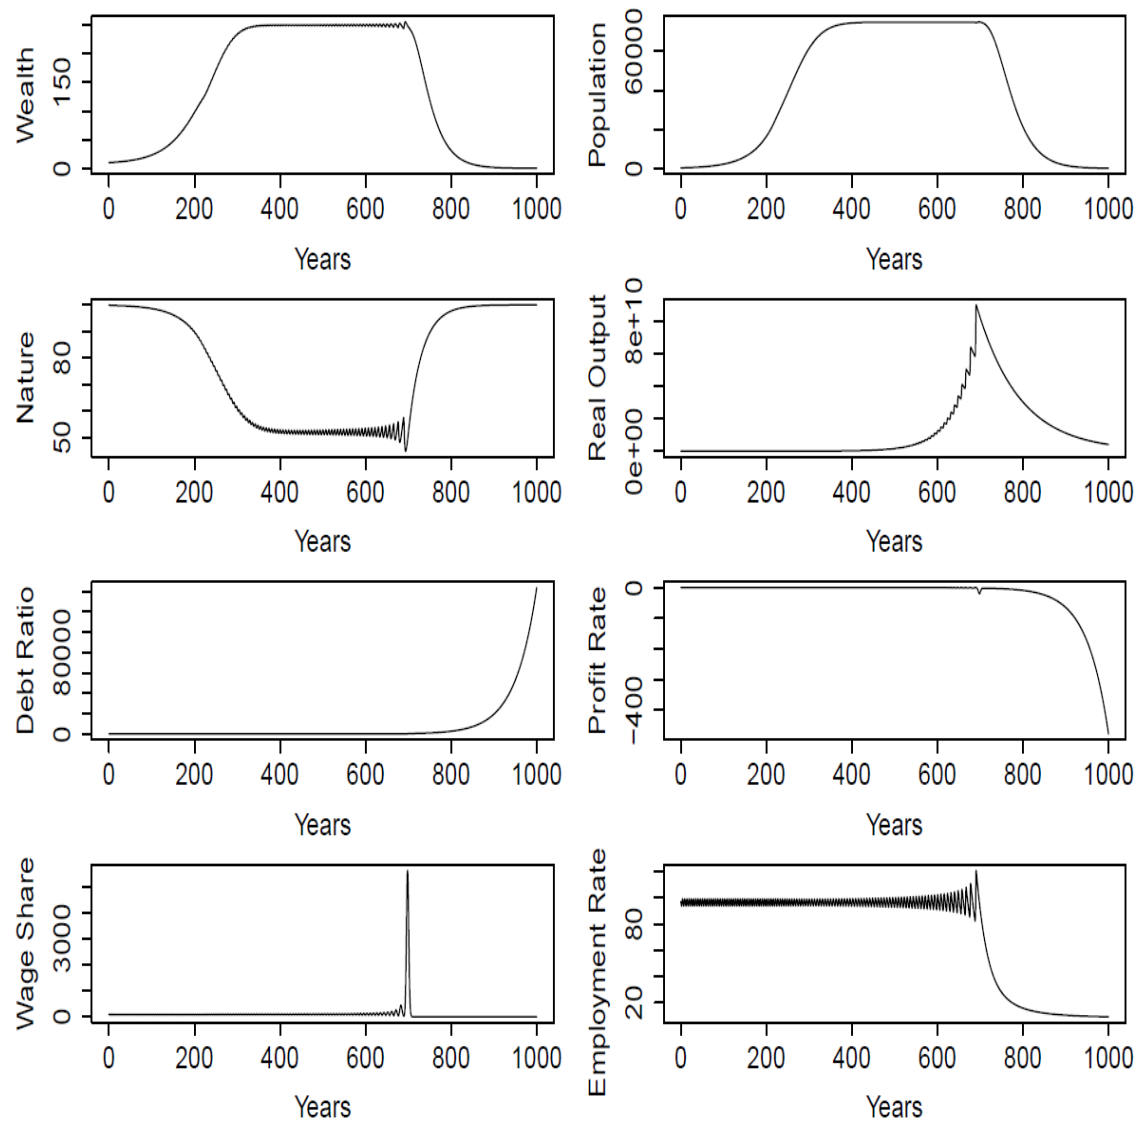 Wealth
150
0
0 200 400 600 800 1000
Years
Population
60000
0
0 200 400 600 800 1000
Years
Nature
80
50
0 200 400 600 800 1000
Years
Real Output
8e+10
0e+00
0 200 400 600 800 1000
Years
Debt Ratio
80000
0
0 200 400 600 800 1000
Years
Profit Rate
0
−400
0 200 400 600 800 1000
Years
Wage Share
3000
0
0 200 400 600 800 1000
Years
Employment Rate
80
20
0 200 400 600 800 1000
Years